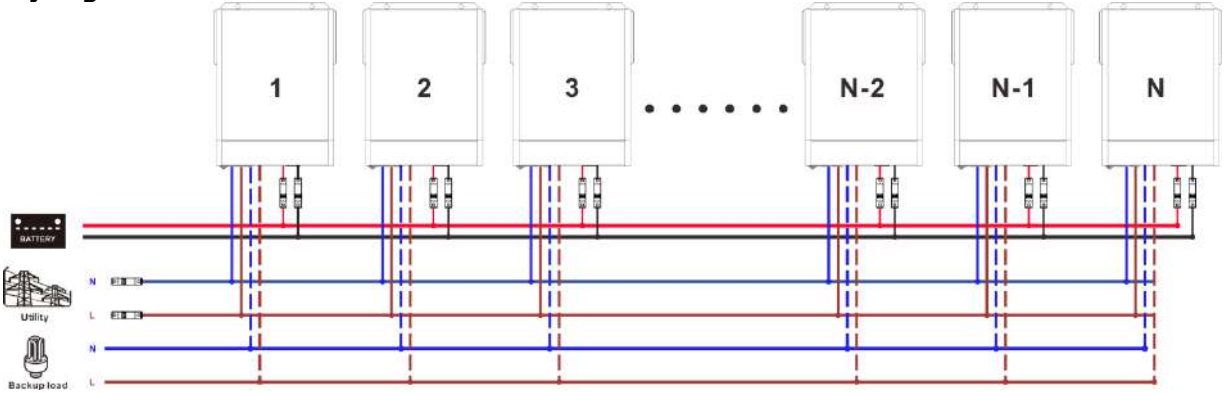 1 2 3 N-2 N-1 N
BATTERY
N
Utility
L
N
Backup load
L